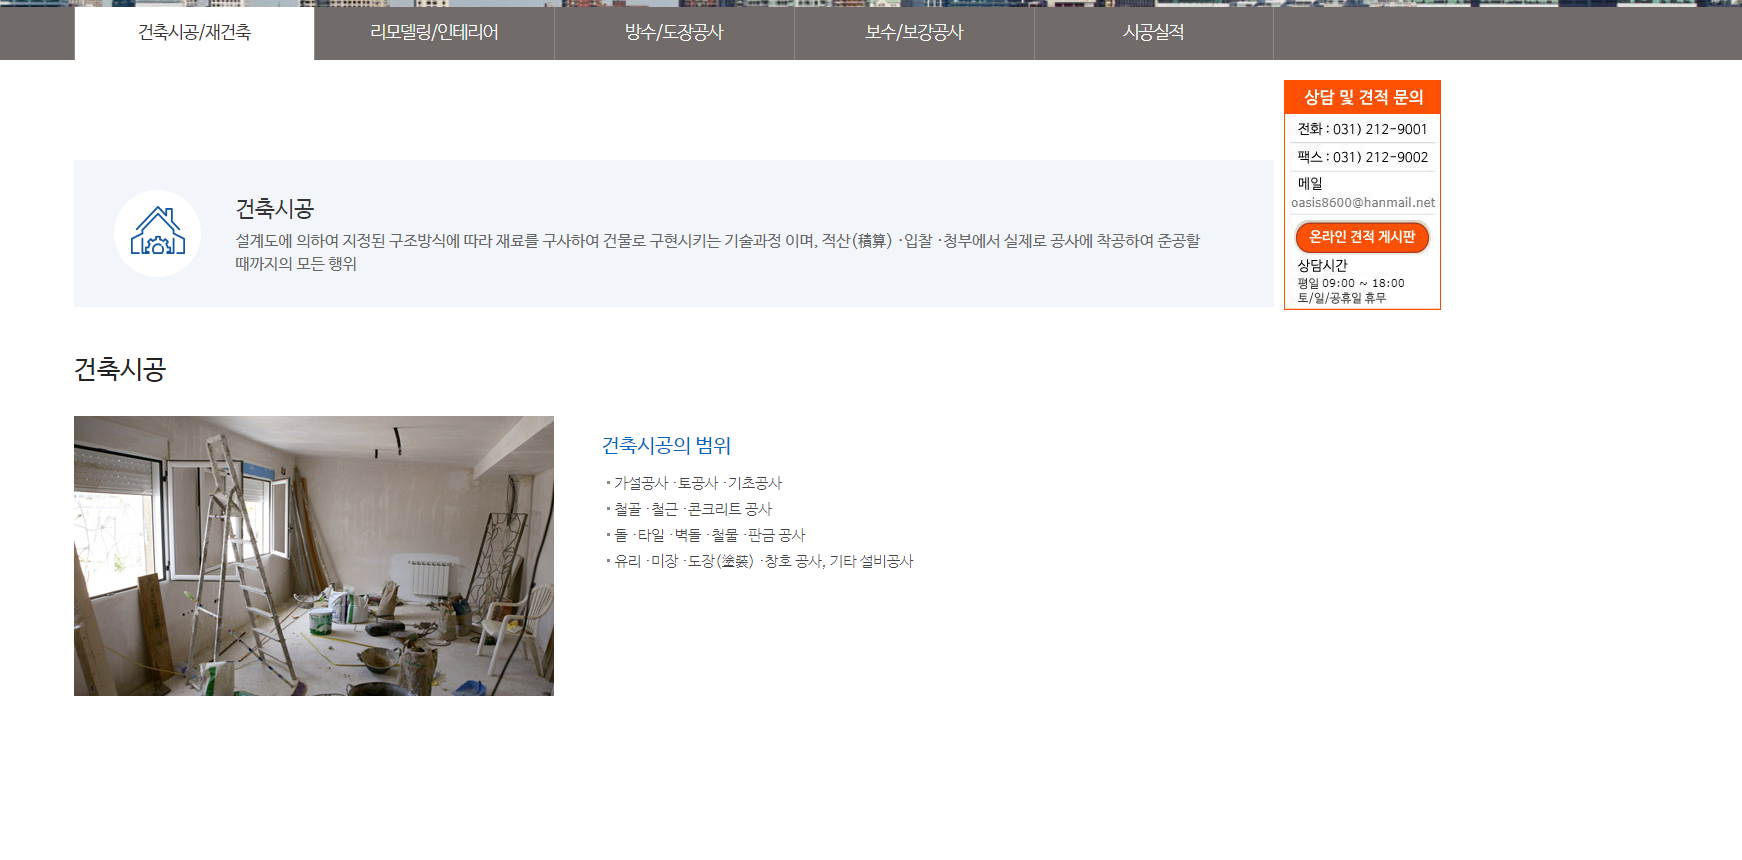 건축시공/재건축
리모델링/인테리어
방수/도장공사
보수/보강공사
시공실적
상담 및 견적 문의
전화 : 031) 212-9001
팩스 : 031) 212-9002
메일
oasis8600@hanmail.net
온라인 견적 게시판
상담시간
평일 09:00 ~ 18:00
토/일/공휴일 휴무
건축시공
설계도에 의하여 지정된 구조방식에 따라 재료를 구사하여 건물로 구현시키는 기술과정 이며, 적산(積算) ·입찰 ·청부에서 실제로 공사에 착공하여 준공할
때까지의 모든 행위
건축시공
건축시공의 범위
가설공사 ·토공사 ·기초공사
철골 ·철근 ·콘크리트 공사
돌 ·타일 ·벽돌 ·철물 ·판금 공사
유리 ·미장 ·도장(塗裝) ·창호 공사, 기타 설비공사